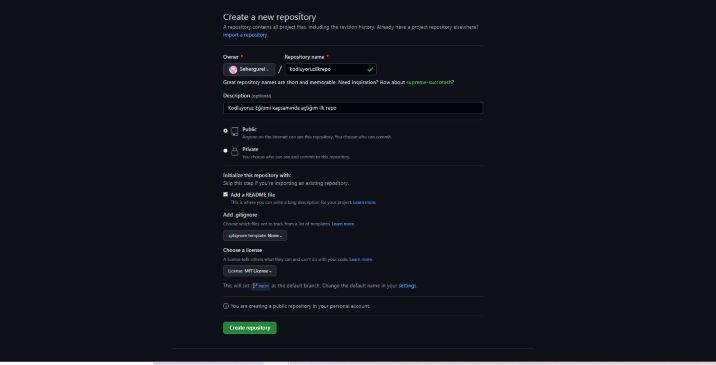 Create a new repository
A repository contains all project files, including the revision history. Already have a project repository elsewhere?
Import a repository.
Owner * Repository name *
Sehergurel / kodluyoruzilkrepo
Great repository names are short and memorable. Need inspiration? How about supreme-succotash?
Description (optional)
Kodluyoruz Eğitimi kapsamında açtığım ilk repo
Public
Anyone on the internet can see this repository. You choose who can commit.
Private
You choose who can see and commit to this repository.
Initialize this repository with:
Skip this step if you're importing an existing repository.
Add a README file
This is where you can write a long description for your project. Learn more.
Add .gitignore
Choose which files not to track from a list of templates. Learn more.
.gitignore template: None
Choose a license
A license tells others what they can and can't do with your code. Learn more.
License: MIT License
This will set main as the default branch. Change the default name in your settings.
You are creating a public repository in your personal account.
Create repository